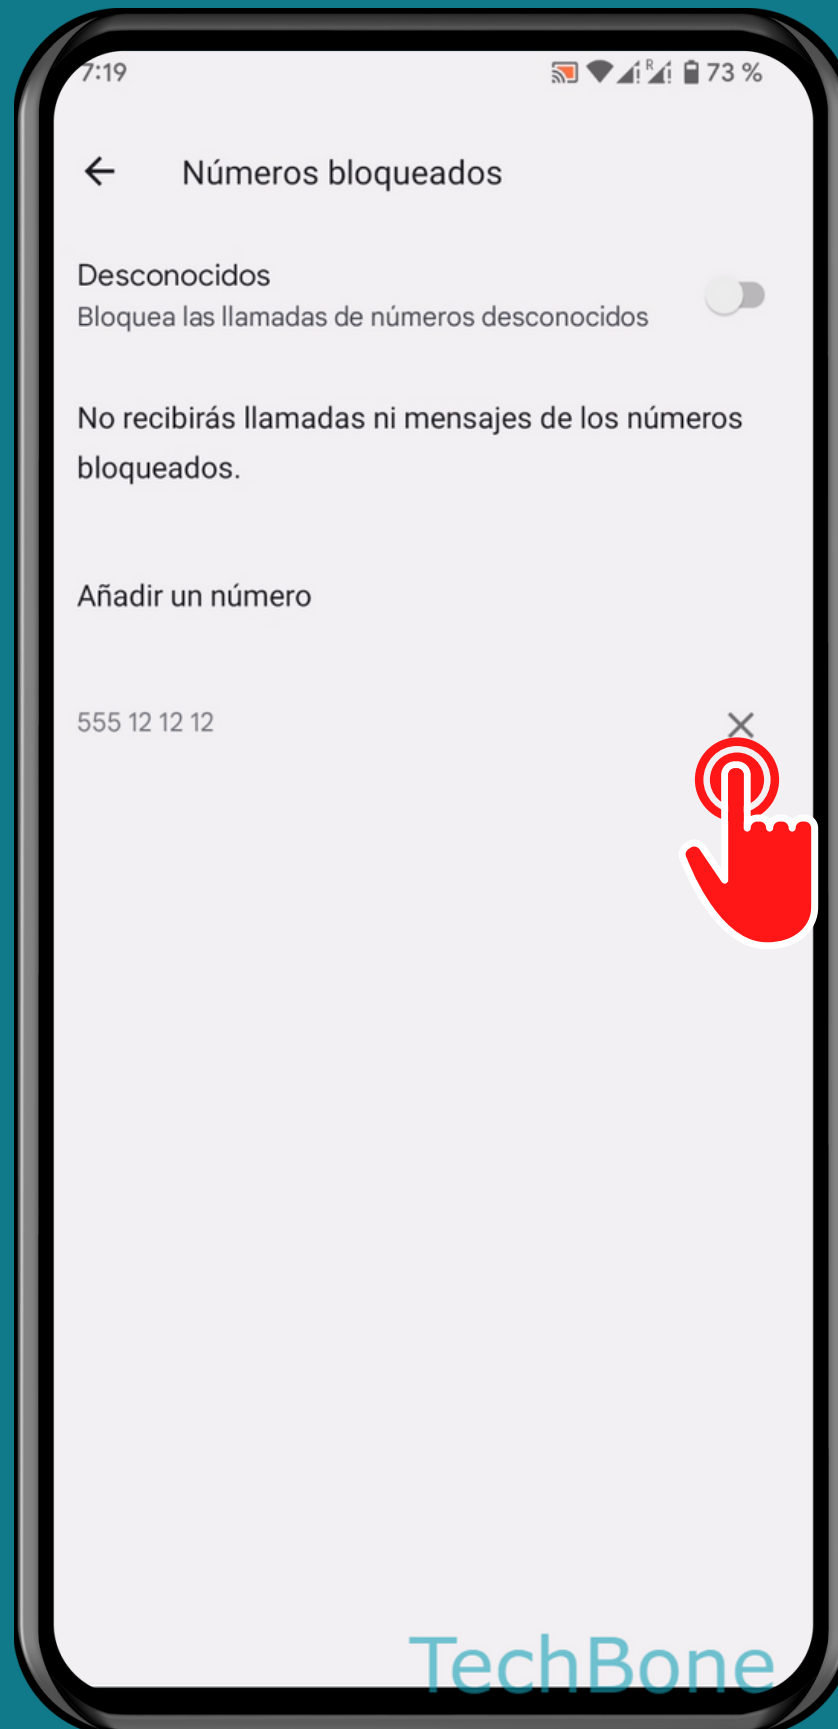 7:19
R
73 %
Números bloqueados
Desconocidos
Bloquea las llamadas de números desconocidos
No recibirás llamadas ni mensajes de los números
bloqueados.
Añadir un número
555 12 12 12
TechBone